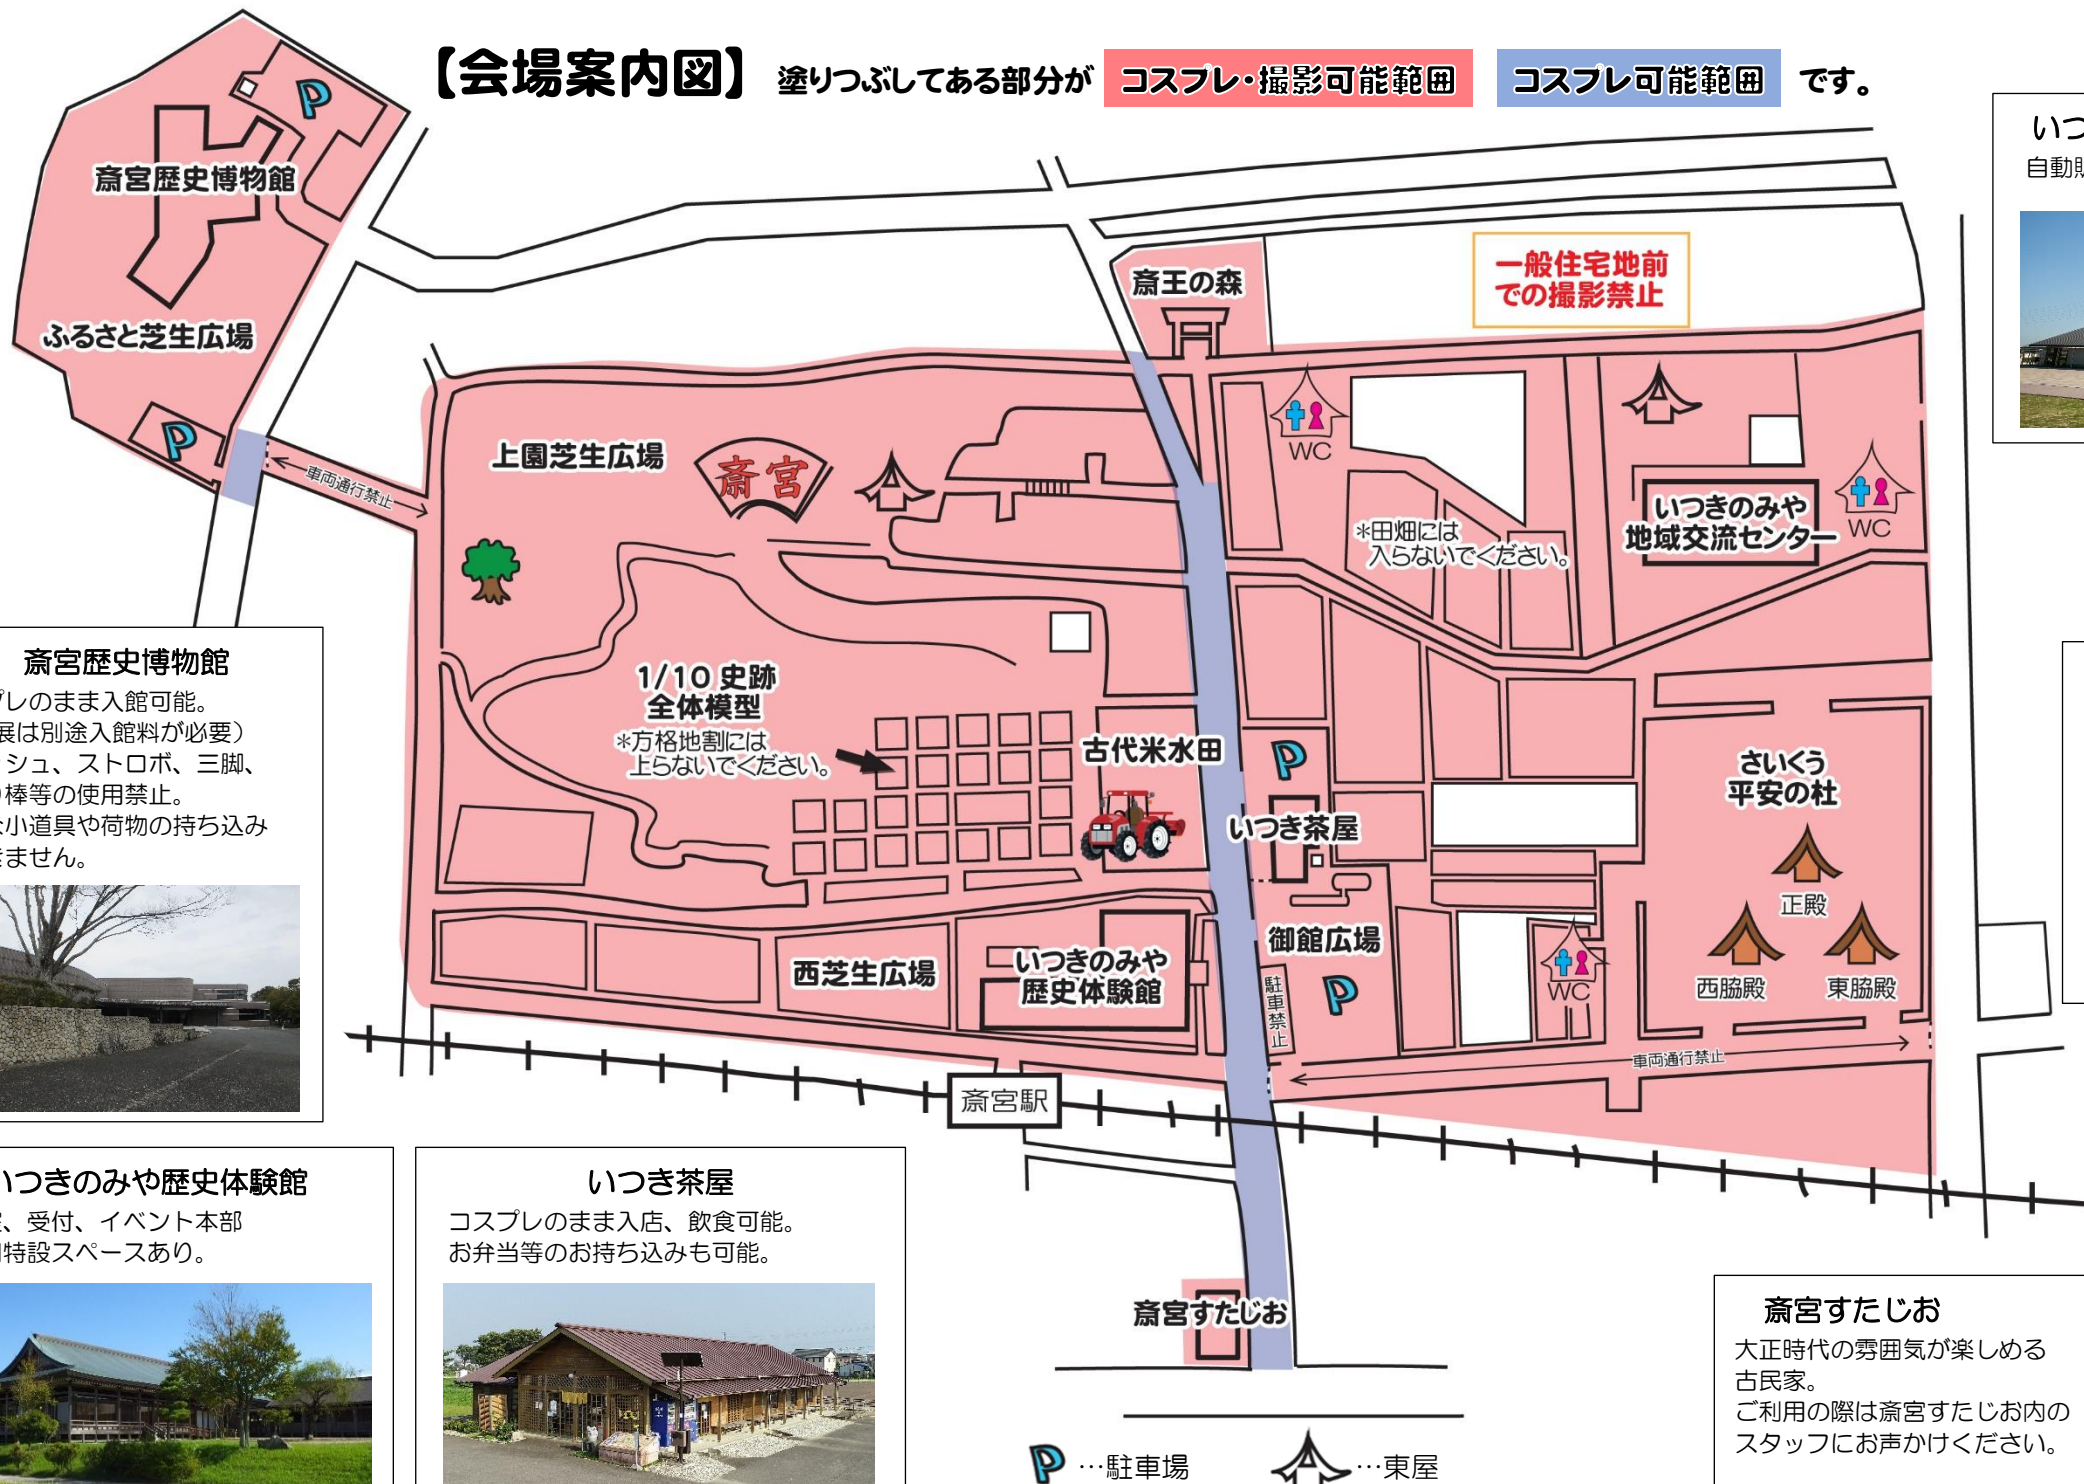 【会場案内図】 塗りつぶしてある部分が コスプレ・撮影可能範囲 コスプレ可能範囲 です。
P
斎宮歴史博物館
ふるさと芝生広場
P
車両通行禁止
斎王の森
一般住宅地前
での撮影禁止
上園芝生広場
斎宮
WC
*田畑には
入らないでください。
いつきのみや
地域交流センター
WC
1/10 史跡
全体模型
*方格地割には
上らないでください。
古代米水田
P
いつき茶屋
さいくう
平安の杜
正殿
西脇殿
東脇殿
西芝生広場
いつきのみや
歴史体験館
御館広場
P
駐車禁止
WC
車両通行禁止
斎宮駅
斎宮すたじお
斎宮歴史博物館
プレのまま入館可能。
展は別途入館料が必要）
シュ、ストロボ、三脚、
棒等の使用禁止。
小道具や荷物の持ち込み
きません。
いつきのみや歴史体験館
、受付、イベント本部
特設スペースあり。
いつき茶屋
コスプレのまま入店、飲食可能。
お弁当等のお持ち込みも可能。
いつ
自動
斎宮すたじお
大正時代の雰囲気が楽しめる
古民家。
ご利用の際は斎宮すたじお内の
スタッフにお声かけください。
P …駐車場
…東屋